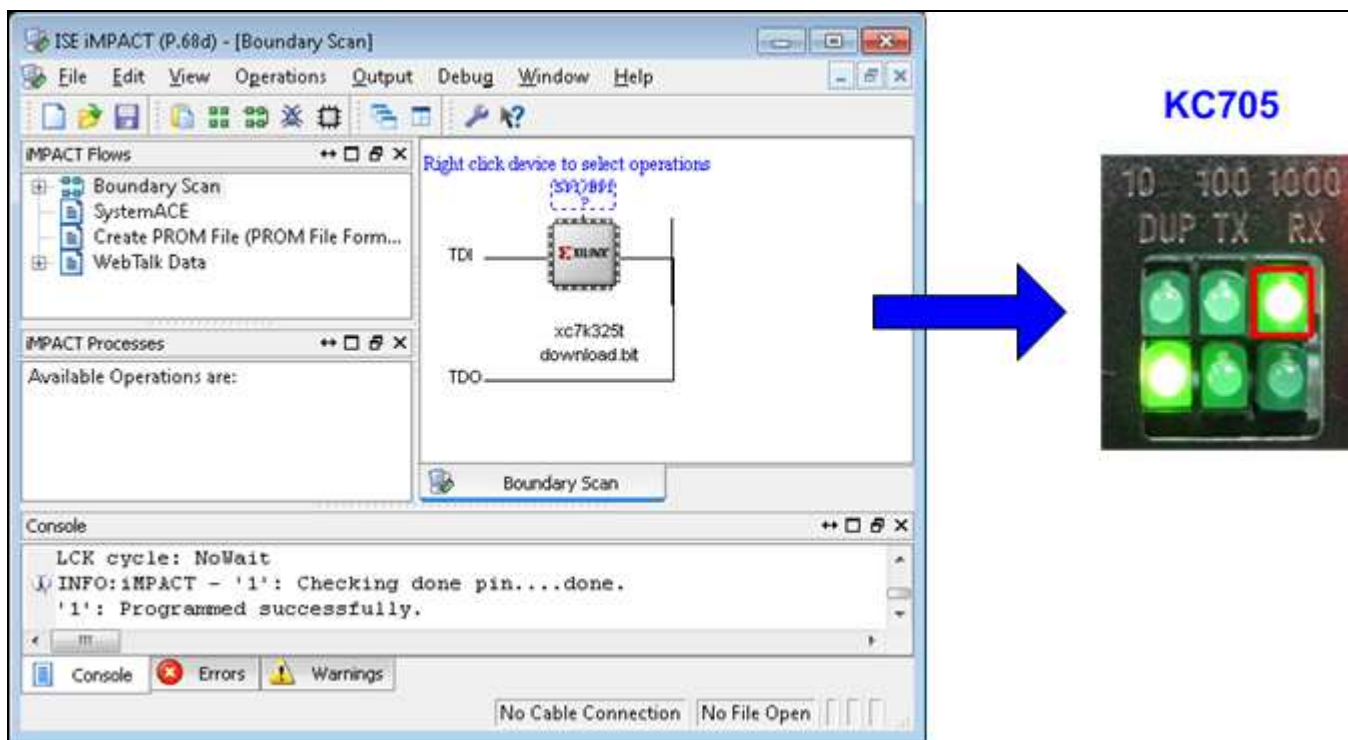 ISE iMPACT (P.68d) - [Boundary Scan]
File Edit View Operations Output Debug Window Help
iMPACT Flows
Boundary Scan
SystemACE
Create PROM File (PROM File Form...
WebTalk Data
iMPACT Processes
Available Operations are:
Right click device to select operations
SPI/BPI
?
TDI
XILINX
xc7k325t
download.bit
TDO
Boundary Scan
Console
LCK cycle: NoWait
INFO:iMPACT - '1': Checking done pin....done.
'1': Programmed successfully.
Console Errors Warnings
No Cable Connection No File Open
KC705
10 100 1000
DUP TX RX